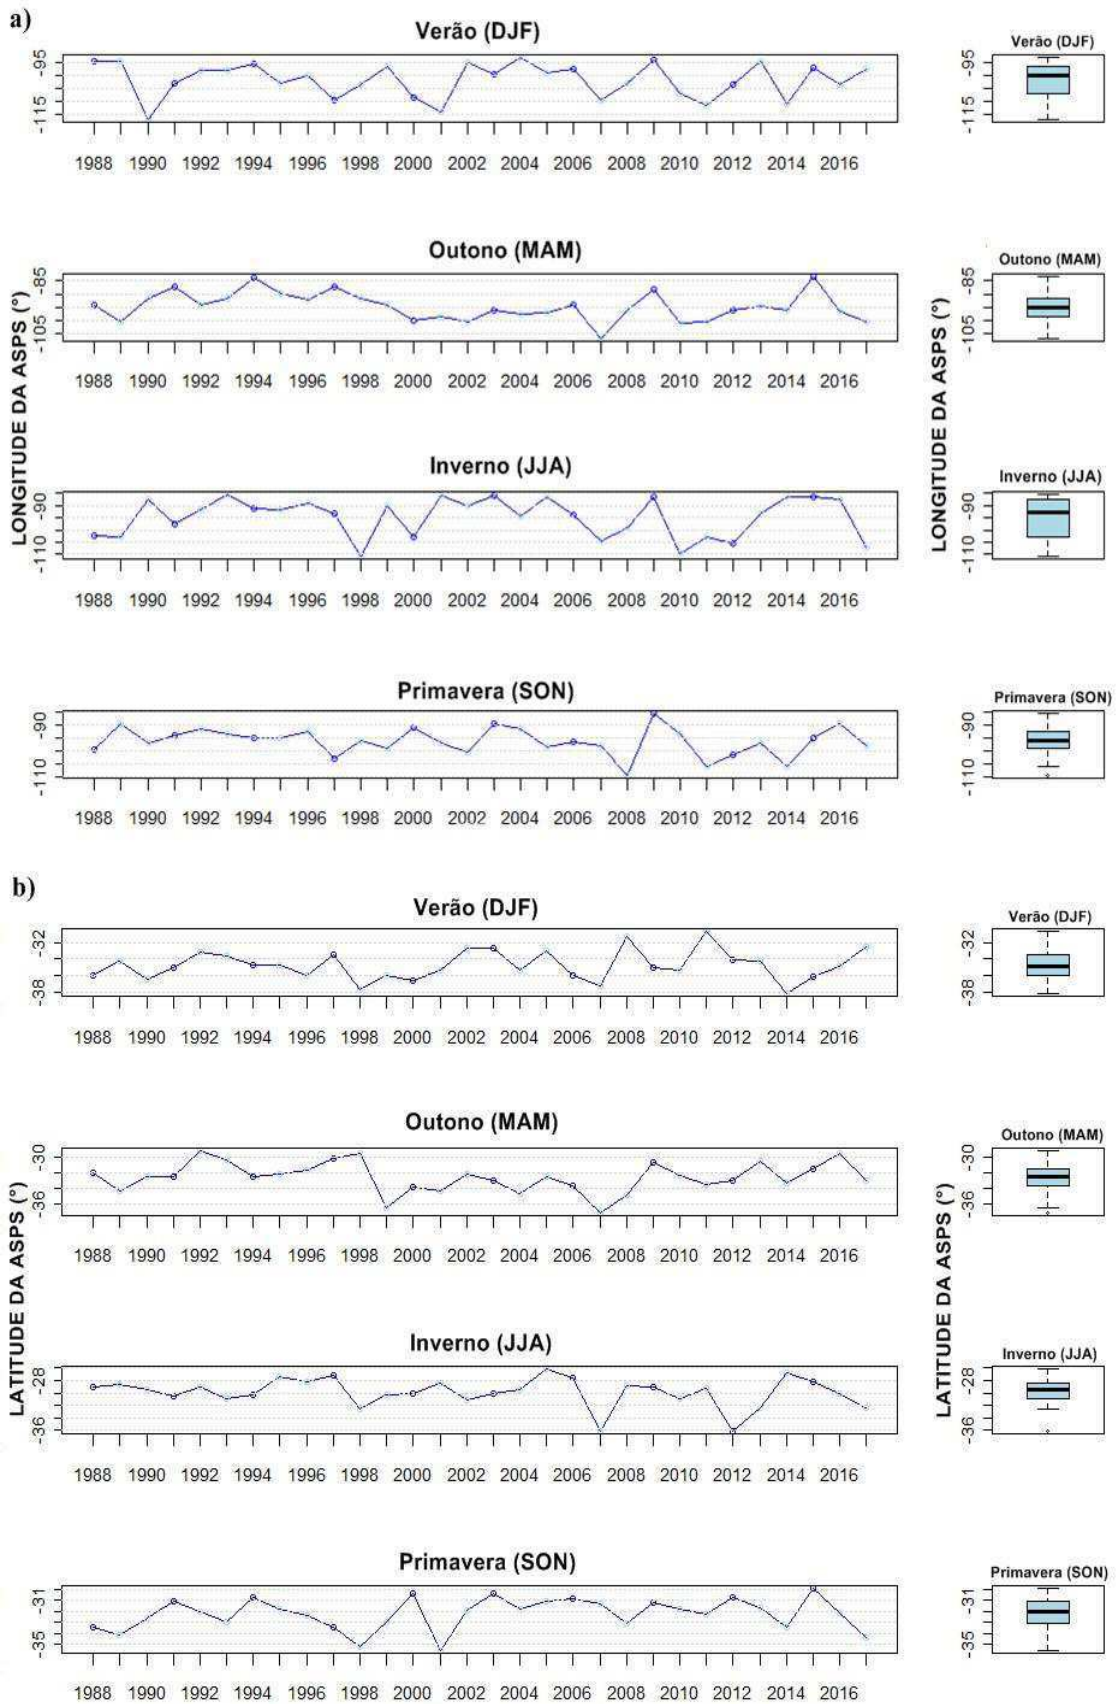 a)
Verão (DJF)
-95
-115
1988 1990 1992 1994 1996 1998 2000 2002 2004 2006 2008 2010 2012 2014 2016
Verão (DJF)
-95
-115
Outono (MAM)
-85
-105
1988 1990 1992 1994 1996 1998 2000 2002 2004 2006 2008 2010 2012 2014 2016
Outono (MAM)
-85
-105
LONGITUDE DA ASPS (°)
LONGITUDE DA ASPS (°)
Inverno (JJA)
-90
-110
1988 1990 1992 1994 1996 1998 2000 2002 2004 2006 2008 2010 2012 2014 2016
Inverno (JJA)
-90
-110
Primavera (SON)
-90
-110
1988 1990 1992 1994 1996 1998 2000 2002 2004 2006 2008 2010 2012 2014 2016
Primavera (SON)
-90
-110
b)
Verão (DJF)
-32
-38
1988 1990 1992 1994 1996 1998 2000 2002 2004 2006 2008 2010 2012 2014 2016
Verão (DJF)
-32
-38
Outono (MAM)
-30
-36
1988 1990 1992 1994 1996 1998 2000 2002 2004 2006 2008 2010 2012 2014 2016
Outono (MAM)
-30
-36
LATITUDE DA ASPS (°)
LATITUDE DA ASPS (°)
Inverno (JJA)
-28
-36
1988 1990 1992 1994 1996 1998 2000 2002 2004 2006 2008 2010 2012 2014 2016
Inverno (JJA)
-28
-36
Primavera (SON)
-31
-35
1988 1990 1992 1994 1996 1998 2000 2002 2004 2006 2008 2010 2012 2014 2016
Primavera (SON)
-31
-35